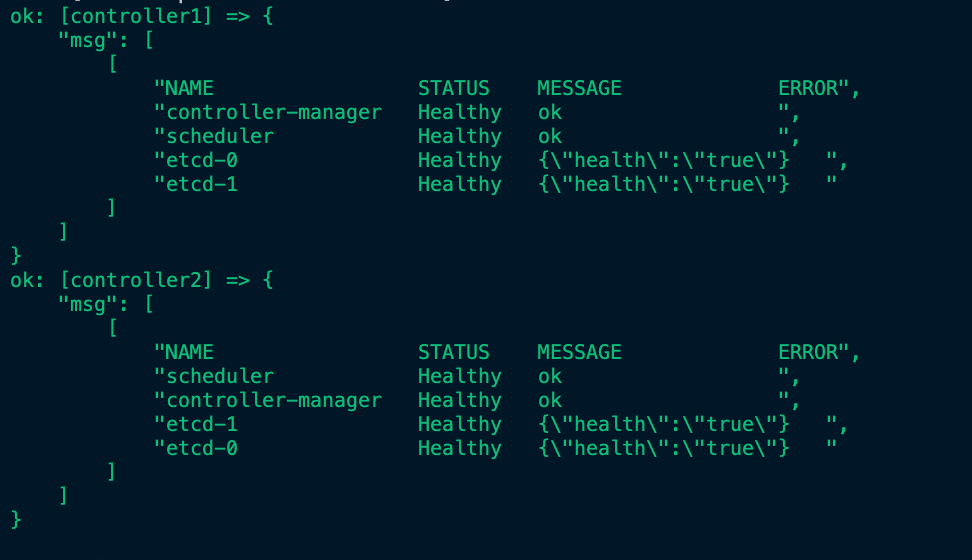 ok: [controller1] => {
    "msg": [
        [
            "NAME                 STATUS    MESSAGE             ERROR",
            "controller-manager   Healthy   ok                  ",
            "scheduler            Healthy   ok                  ",
            "etcd-0               Healthy   {\"health\":\"true\"}   ",
            "etcd-1               Healthy   {\"health\":\"true\"}   "
        ]
    ]
}
ok: [controller2] => {
    "msg": [
        [
            "NAME                 STATUS    MESSAGE             ERROR",
            "scheduler            Healthy   ok                  ",
            "controller-manager   Healthy   ok                  ",
            "etcd-1               Healthy   {\"health\":\"true\"}   ",
            "etcd-0               Healthy   {\"health\":\"true\"}   "
        ]
    ]
}